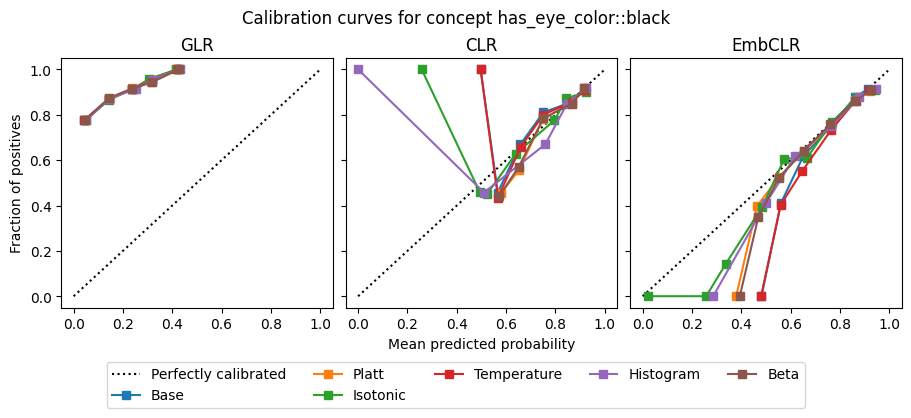 Calibration curves for concept has_eye_color::black
GLR
CLR
EmbCLR
Fraction of positives
1.0
0.8
0.6
0.4
0.2
0.0
0.0 0.2 0.4 0.6 0.8 1.0
0.0 0.2 0.4 0.6 0.8 1.0
0.0 0.2 0.4 0.6 0.8 1.0
Mean predicted probability
Perfectly calibrated Platt Temperature Histogram Beta
Base Isotonic